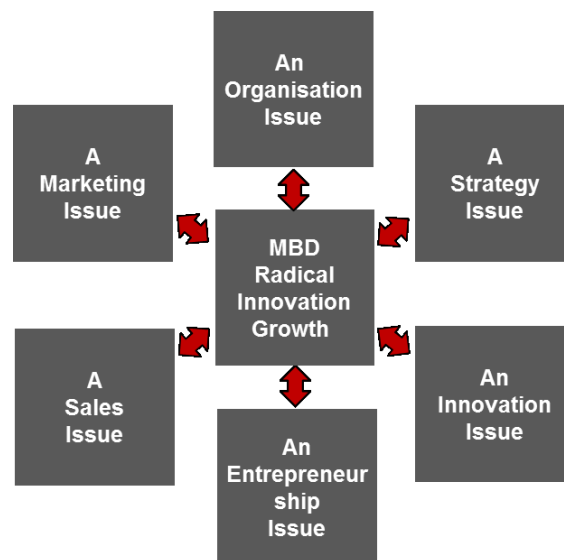 An
Organisation
Issue
A
Marketing
Issue
A
Strategy
Issue
MBD
Radical
Innovation
Growth
A
Sales
Issue
An
Innovation
Issue
An
Entrepreneur
ship
Issue